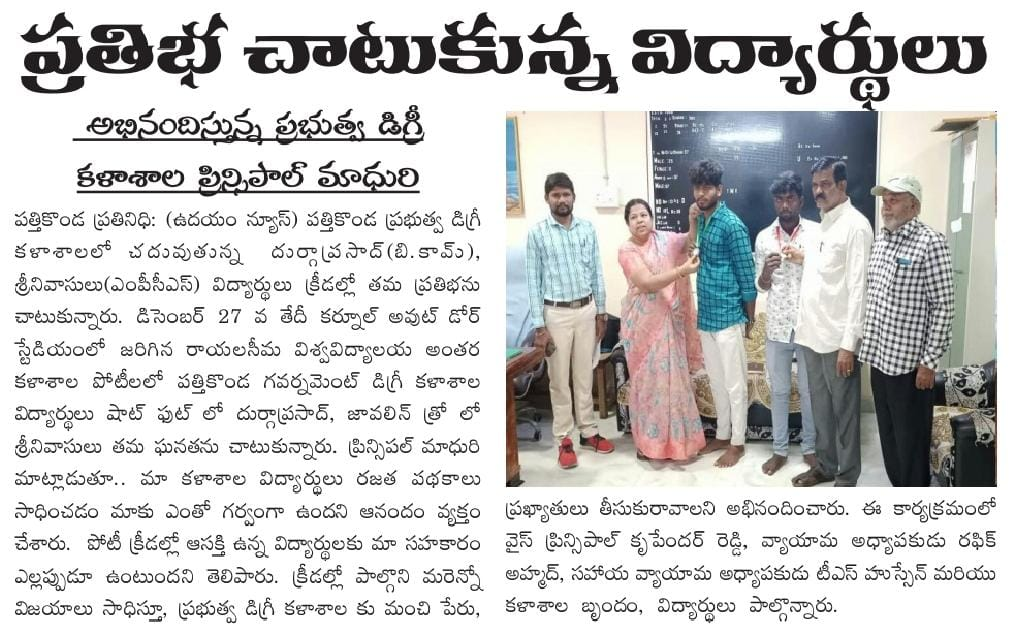 ప్రతిభ చాటుకున్న విద్యార్థులు
అభినందిస్తున్న ప్రభుత్వ డిగ్రీ
కళాశాల ప్రిన్సిపాల్ మాధురి
పత్తికొండ ప్రతినిధి: (ఉదయం న్యూస్) పత్తికొండ ప్రభుత్వ డిగ్రీ
కళాశాలలో చదువుతున్న దుర్గాప్రసాద్(బి.కామ్),
శ్రీనివాసులు(ఎంపీసీఎస్) విద్యార్థులు క్రీడల్లో తమ ప్రతిభను
చాటుకున్నారు. డిసెంబర్ 27 వ తేదీ కర్నూల్ అవుట్ డోర్
స్టేడియంలో జరిగిన రాయలసీమ విశ్వవిద్యాలయ అంతర
కళాశాల పోటీలలో పత్తికొండ గవర్నమెంట్ డిగ్రీ కళాశాల
విద్యార్థులు షాట్ ఫుట్ లో దుర్గాప్రసాద్, జావలిన్ త్రో లో
శ్రీనివాసులు తమ ఘనతను చాటుకున్నారు. ప్రిన్సిపల్ మాధురి
మాట్లాడుతూ.. మా కళాశాల విద్యార్థులు రజత వథకాలు
సాధించడం మాకు ఎంతో గర్వంగా ఉందని ఆనందం వ్యక్తం
చేశారు. పోటీ క్రీడల్లో ఆసక్తి ఉన్న విద్యార్థులకు మా సహకారం
ఎల్లప్పుడూ ఉంటుందని తెలిపారు. క్రీడల్లో పాల్గొని మరెన్నో
విజయాలు సాధిస్తూ, ప్రభుత్వ డిగ్రీ కళాశాల కు మంచి పేరు,
ప్రఖ్యాతులు తీసుకురావాలని అభినందించారు. ఈ కార్యక్రమంలో
వైస్ ప్రిన్సిపాల్ కృపేందర్ రెడ్డి, వ్యాయామ అధ్యాపకుడు రఫిక్
అహ్మద్, సహాయ వ్యాయామ అధ్యాపకుడు టీఎస్ హుస్సేన్ మరియు
కళాశాల బృందం, విద్యార్థులు పాల్గొన్నారు.